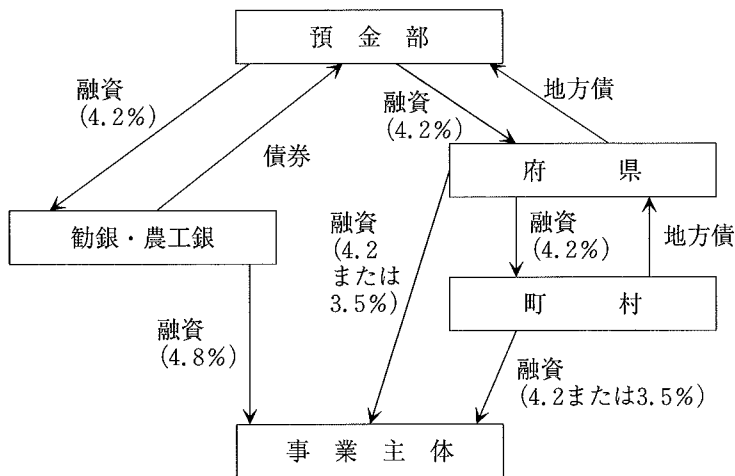 預金部
融資
(4.2%)
債券
融資
(4.2%)
地方債
府県
勧銀・農工銀
融資
(4.2
または
3.5%)
融資
(4.2%)
地方債
町村
融資
(4.8%)
融資
(4.2または3.5%)
事業主体